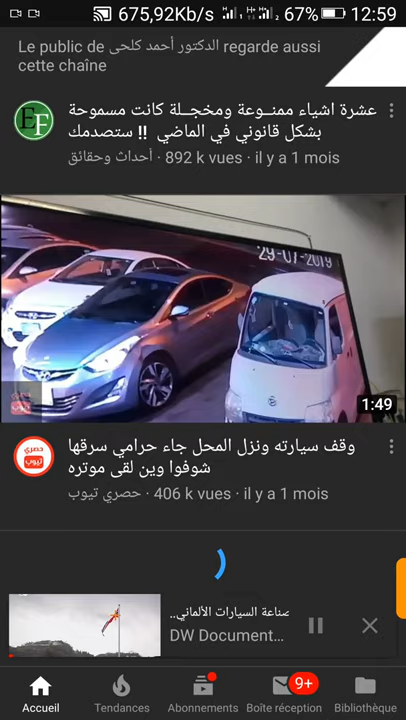 675,92Kb/s 67% 12:59
Le public de الدكتور أحمد كلحى regarde aussi
cette chaîne
EF
عشرة اشياء ممنــوعة ومخجــلة كانت مسموحة
بشكل قانوني في الماضي !! ستصدمك
أحداث وحقائق · 892 k vues · il y a 1 mois
29-07-2019
1:49
حصري
تيوب
وقف سيارته ونزل المحل جاء حرامي سرقها
شوفوا وين لقى موتره
حصري تيوب · 406 k vues · il y a 1 mois
صناعة السيارات الألماني..
DW Document...
9+
Accueil
Tendances
Abonnements
Boîte réception
Bibliothèque